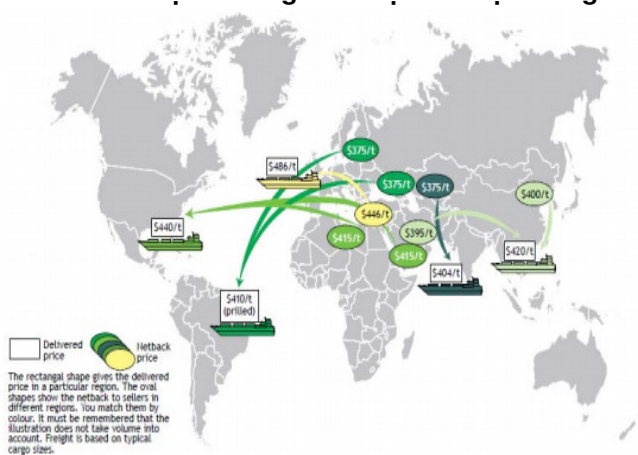 $486/t
$375/t
$375/t
$375/t
$400/t
$446/t
$440/t
$415/t
$395/t
$415/t
$420/t
$404/t
$410/t
(prilled)
Delivered
price
Netback
price
The rectangal shape gives the delivered
price in a particular region. The oval
shapes show the netback to sellers in
different regions. You match them by
colour. It must be remembered that the
illustration does not take volume into
account. Freight is based on typical
cargo sizes.